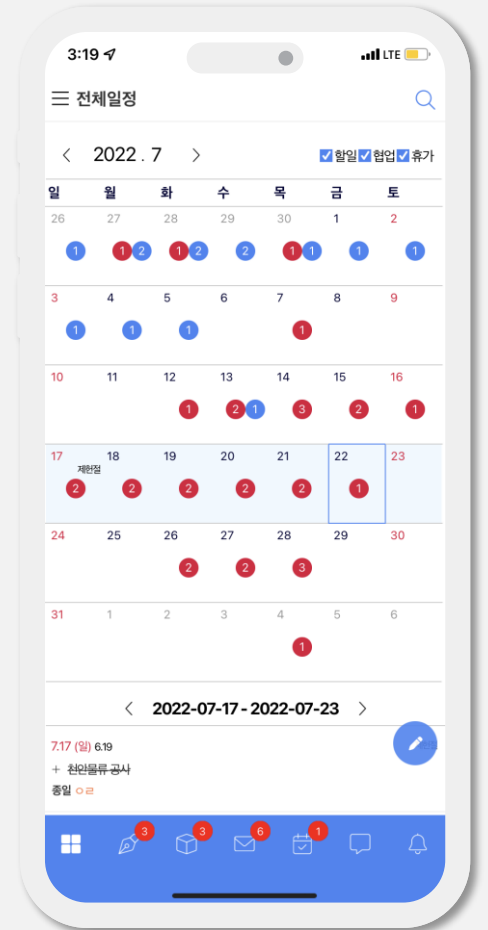 3:19 LTE
전체일정
2022 . 7 할일 협업 휴가
일 월 화 수 목 금 토
26 27 28 29 30 1 2
1 1 2 1 2 2 1 1 1 1
3 4 5 6 7 8 9
1 1 1 1
10 11 12 13 14 15 16
1 2 1 3 2 1
17 18 19 20 21 22 23
제헌절
2 2 2 2 2 1
24 25 26 27 28 29 30
2 2 3
31 1 2 3 4 5 6
1
2022-07-17 - 2022-07-23
7.17 (일) 6.19
+ 천안물류 공사
종일 ㅇㄹ
3 3 6 1